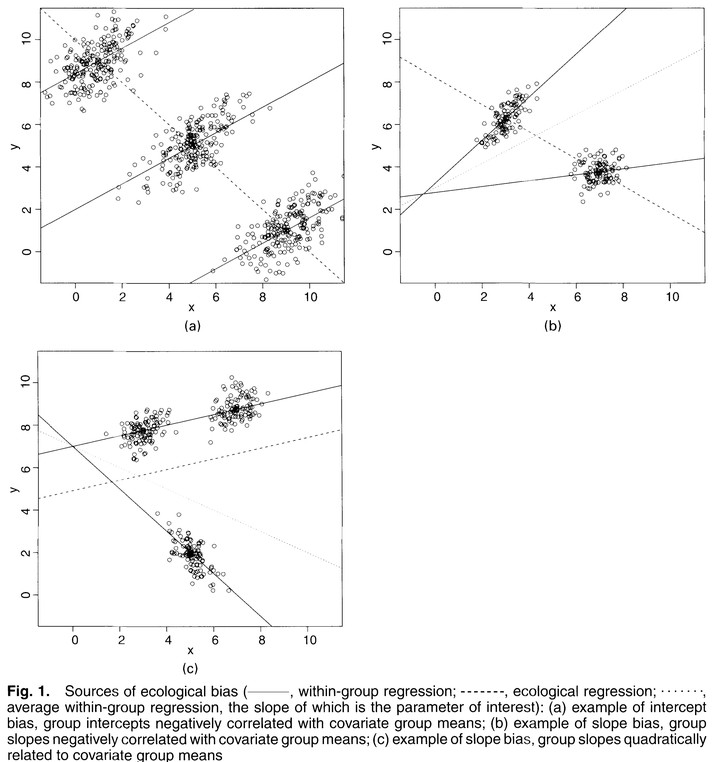 10
8
6
4
2
0
y
0 2 4 6 8 10
x
(a)
10
8
6
4
2
0
y
0 2 4 6 8 10
x
(b)
10
8
6
4
2
0
y
0 2 4 6 8 10
x
(c)
Fig. 1. Sources of ecological bias (———, within-group regression; -------, ecological regression; ·······,
average within-group regression, the slope of which is the parameter of interest): (a) example of intercept
bias, group intercepts negatively correlated with covariate group means; (b) example of slope bias, group
slopes negatively correlated with covariate group means; (c) example of slope bias, group slopes quadratically
related to covariate group means